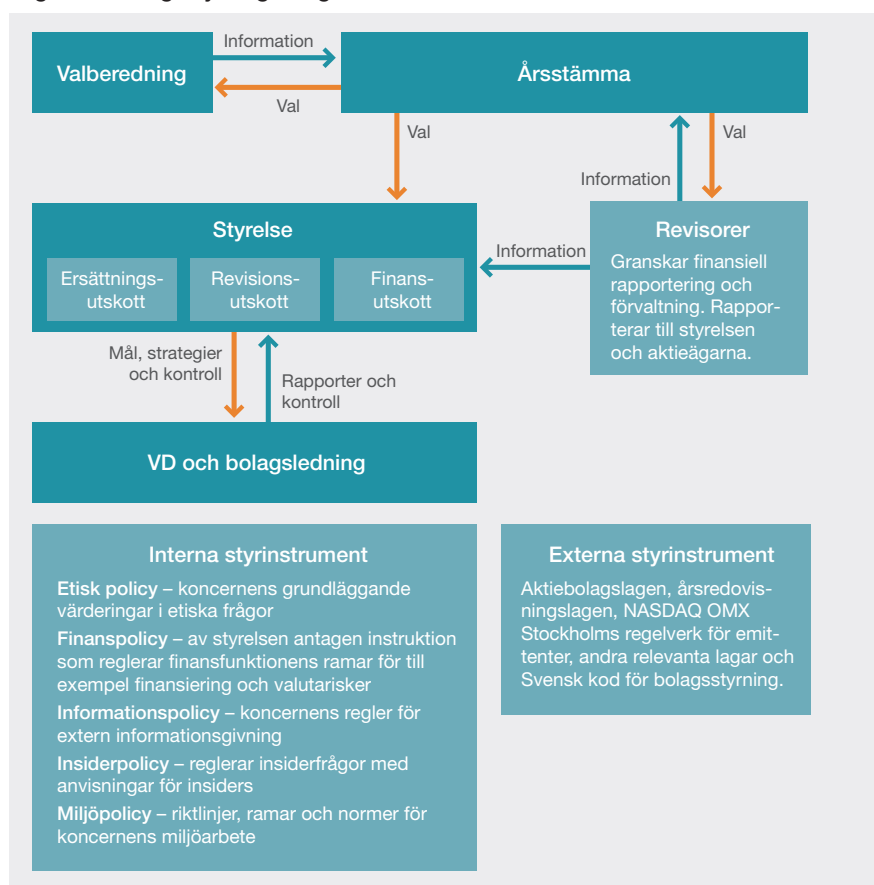 Information
Valberedning
Årsstämma
Val
Val
Val
Information
Styrelse
Revisorer
Information
Granskar finansiell
rapportering och
förvaltning. Rappor-
terar till styrelsen
och aktieägarna.
Ersättnings-
utskott
Revisions-
utskott
Finans-
utskott
Mål, strategier
och kontroll
Rapporter och
kontroll
VD och bolagsledning
Interna styrinstrument
Etisk policy – koncernens grundläggande
värderingar i etiska frågor
Finanspolicy – av styrelsen antagen instruktion
som reglerar finansfunktionens ramar för till
exempel finansiering och valutarisker
Informationspolicy – koncernens regler för
extern informationsgivning
Insiderpolicy – reglerar insiderfrågor med
anvisningar för insiders
Miljöpolicy – riktlinjer, ramar och normer för
koncernens miljöarbete
Externa styrinstrument
Aktiebolagslagen, årsredovis-
ningslagen, NASDAQ OMX
Stockholms regelverk för emit-
tenter, andra relevanta lagar och
Svensk kod för bolagsstyrning.